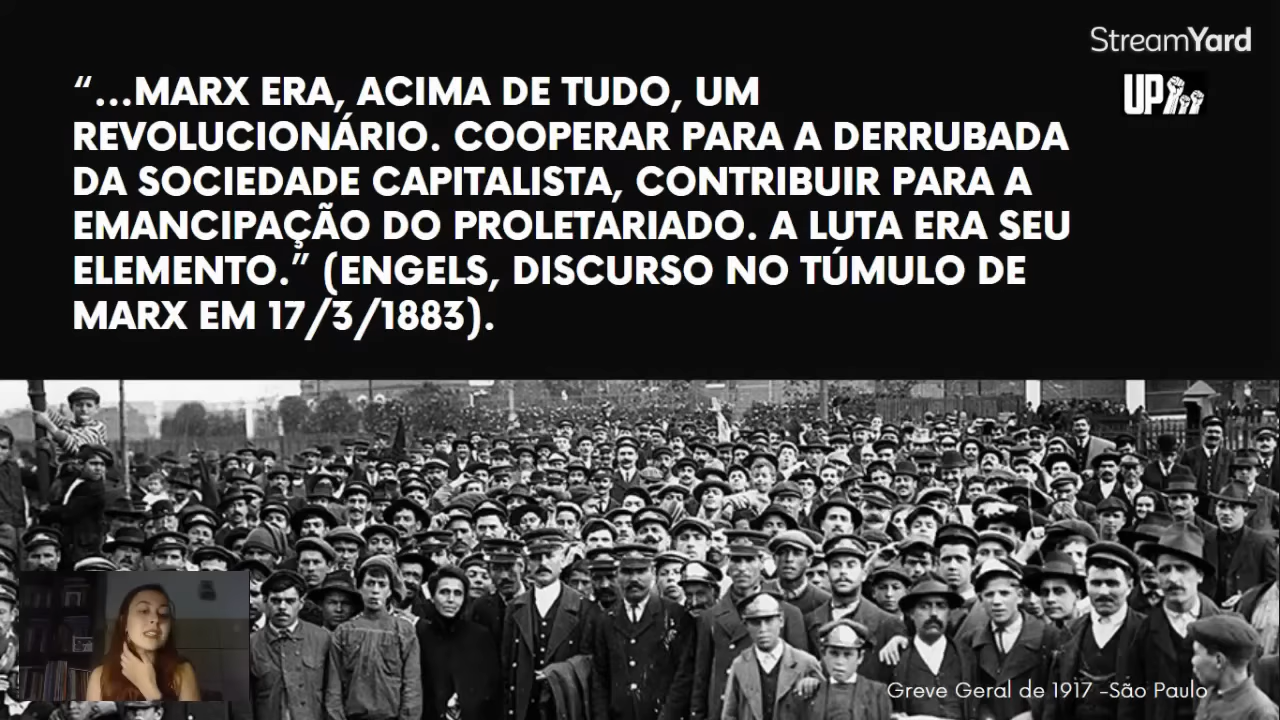 StreamYard
UP
“...MARX ERA, ACIMA DE TUDO, UM
REVOLUCIONÁRIO. COOPERAR PARA A DERRUBADA
DA SOCIEDADE CAPITALISTA, CONTRIBUIR PARA A
EMANCIPAÇÃO DO PROLETARIADO. A LUTA ERA SEU
ELEMENTO.” (ENGELS, DISCURSO NO TÚMULO DE
MARX EM 17/3/1883).
Greve Geral de 1917 -São Paulo